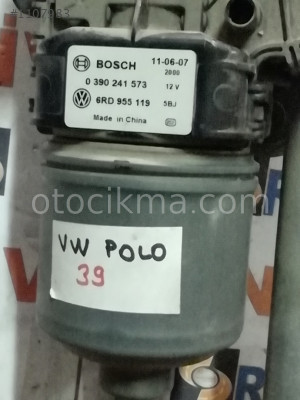 #1107983
BOSCH 11-06-07
2000
0 390 241 573 12 V
6RD 955 119 5BJ
Made in China
otocikma.com
VW POLO
39